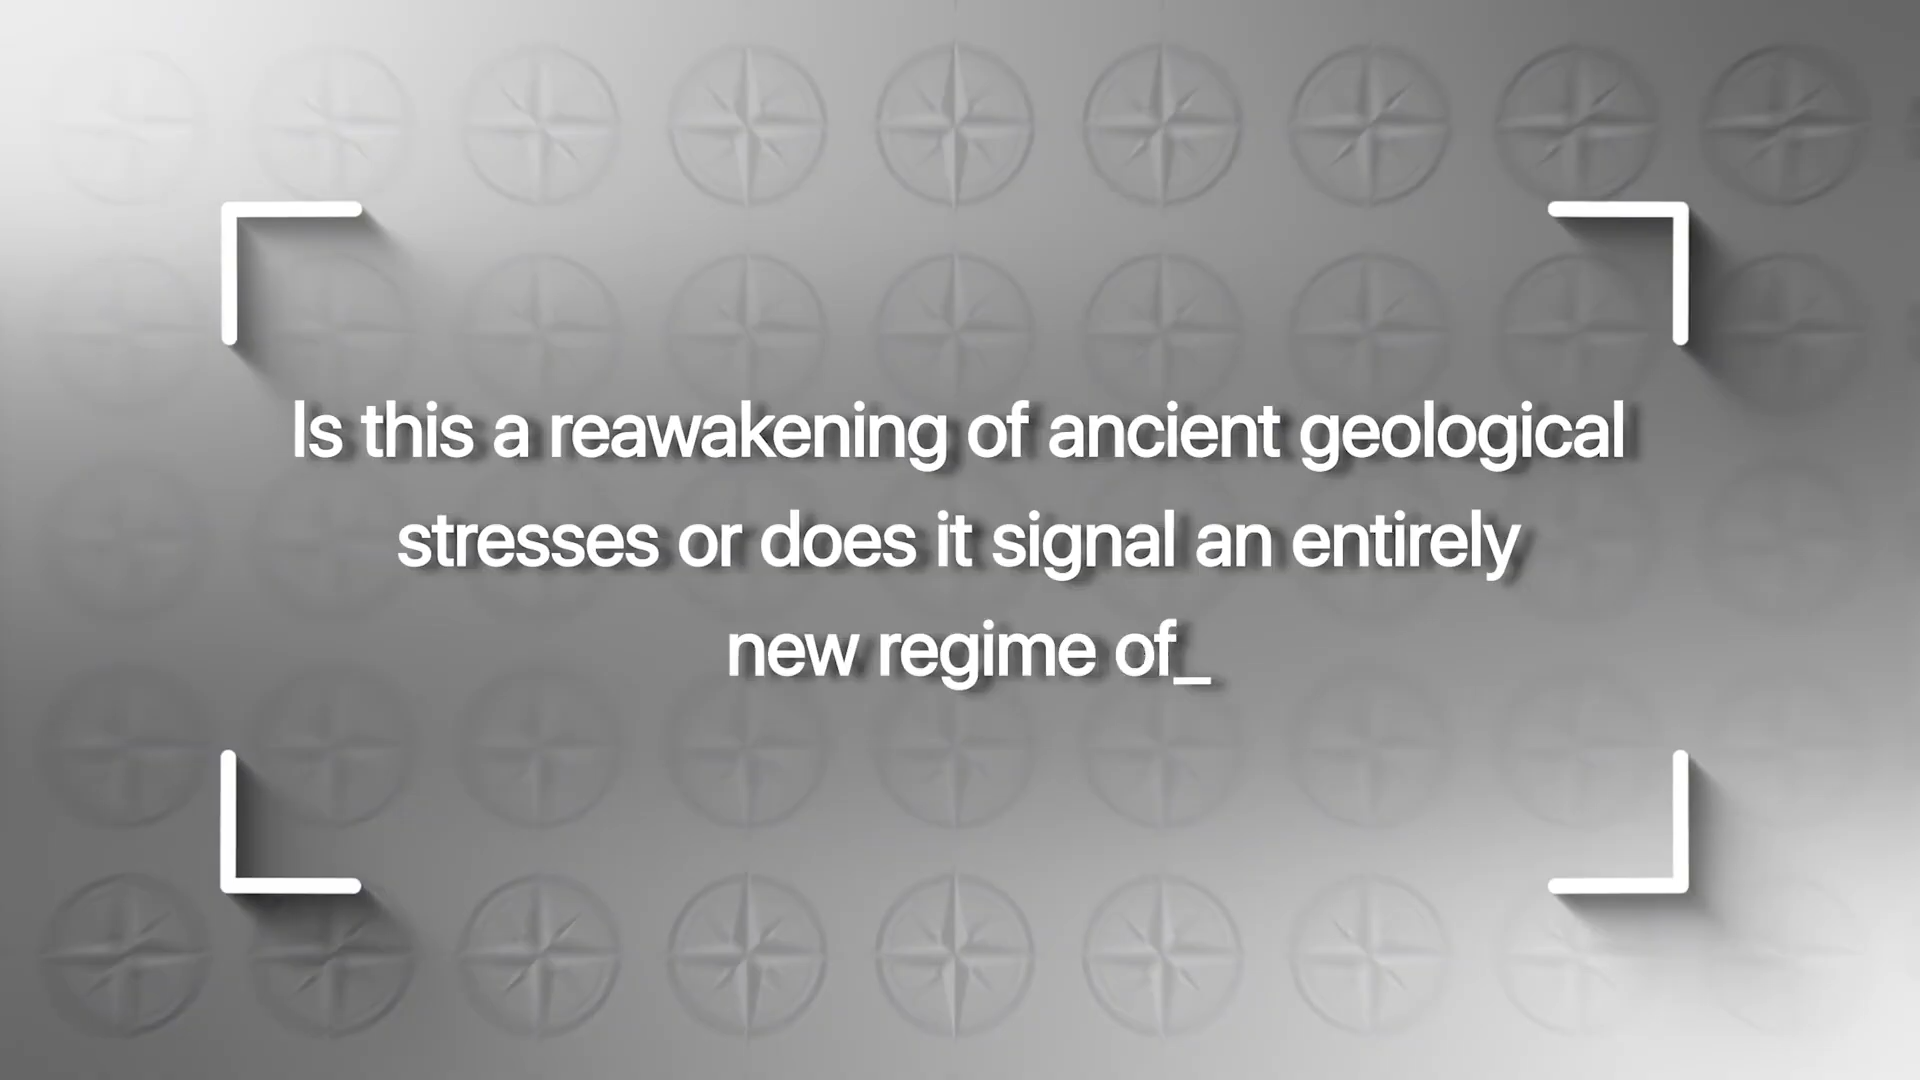 Is this a reawakening of ancient geological
stresses or does it signal an entirely
new regime of_